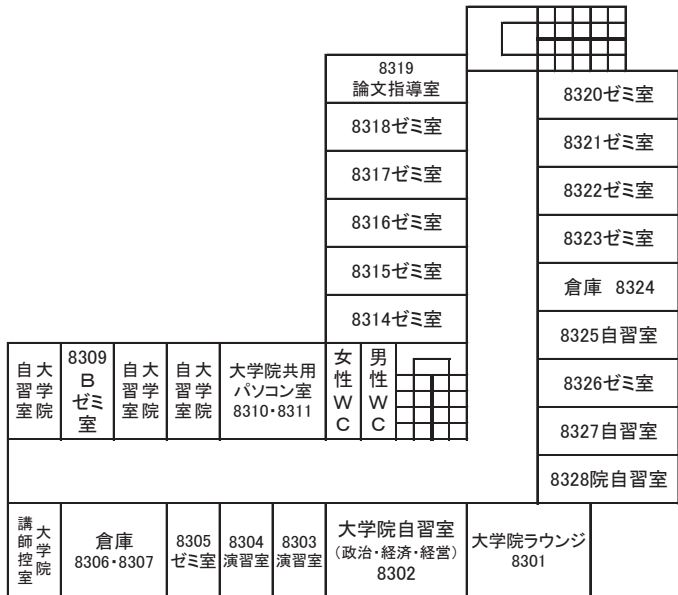 8319
論文指導室
8318ゼミ室
8317ゼミ室
8316ゼミ室
8315ゼミ室
8314ゼミ室
8320ゼミ室
8321ゼミ室
8322ゼミ室
8323ゼミ室
倉庫 8324
8325自習室
8326ゼミ室
8327自習室
8328院自習室
大学院
自習室
8309
B
ゼミ
室
大学院
自習室
大学院
自習室
大学院共用
パソコン室
8310・8311
女性WC
男性WC
大学院
講師控室
倉庫
8306・8307
8305
ゼミ室
8304
演習室
8303
演習室
大学院自習室
（政治・経済・経営）
8302
大学院ラウンジ
8301